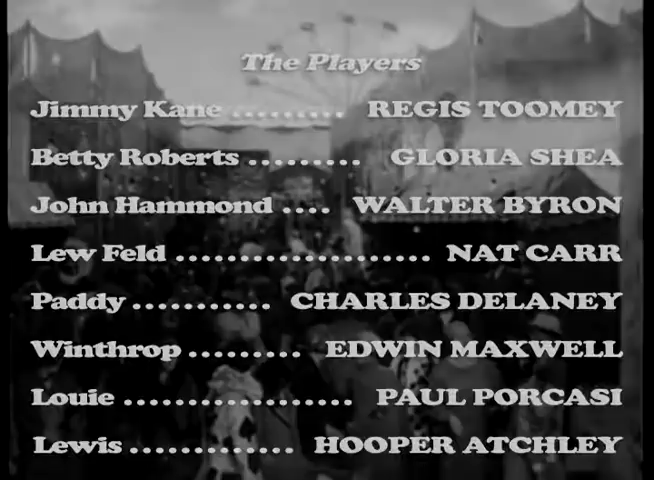 The Players
Jimmy Kane .......... REGIS TOOMEY
Betty Roberts .......... GLORIA SHEA
John Hammond .... WALTER BYRON
Lew Feld .................... NAT CARR
Paddy ........... CHARLES DELANEY
Winthrop .......... EDWIN MAXWELL
Louie .................. PAUL PORCASI
Lewis ............. HOOPER ATCHLEY